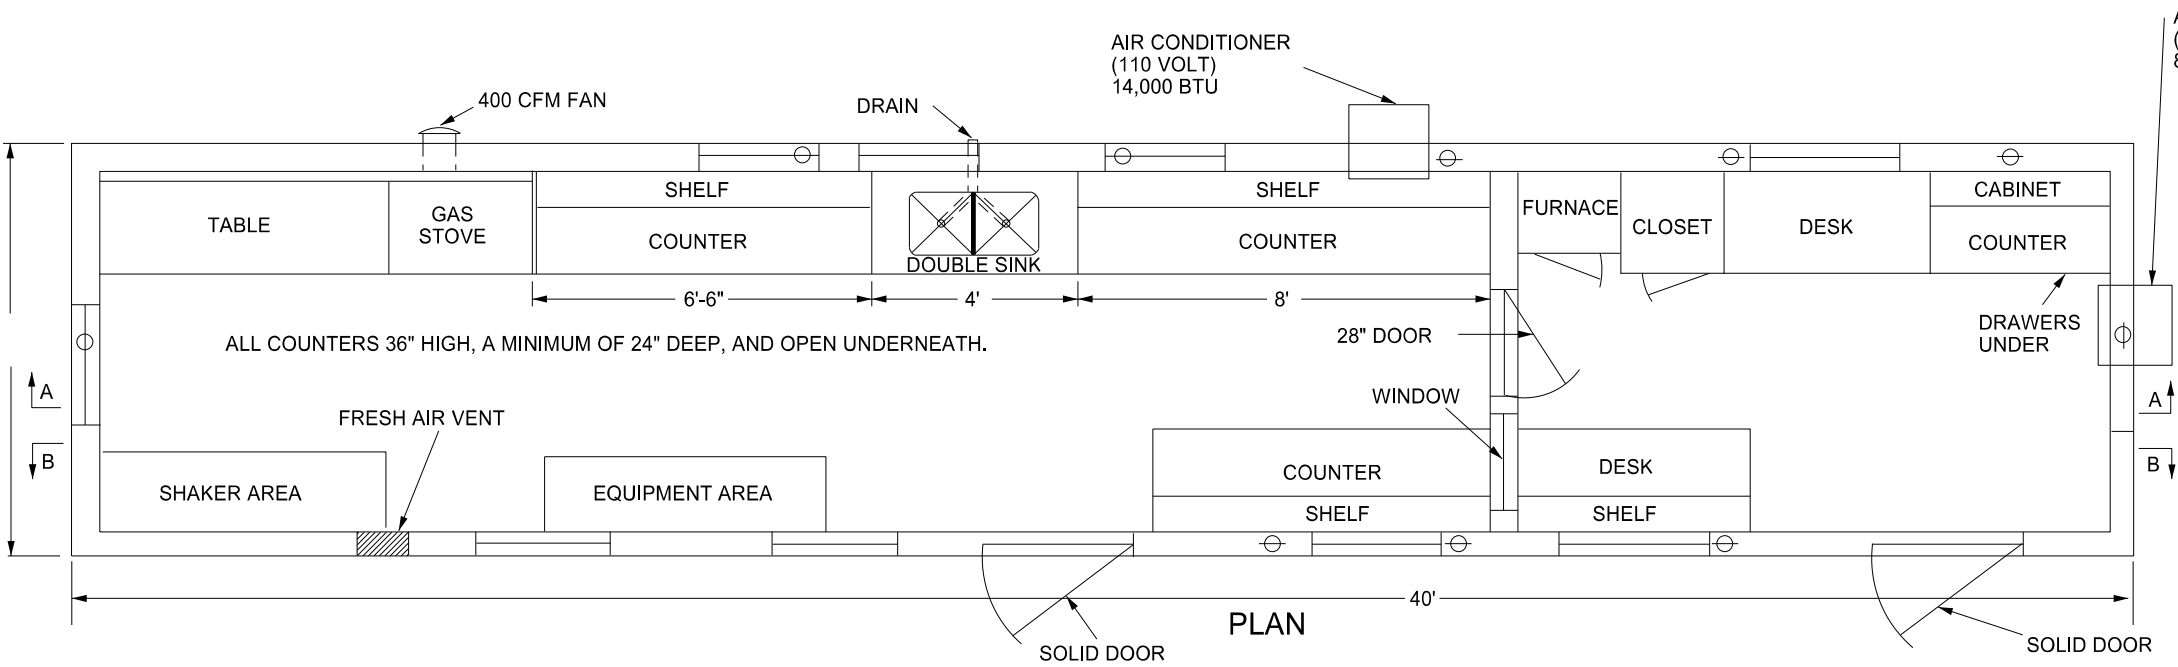 AIR CONDITIONER
(110 VOLT)
14,000 BTU
400 CFM FAN
DRAIN
TABLE
GAS
STOVE
SHELF
COUNTER
DOUBLE SINK
SHELF
COUNTER
FURNACE
CLOSET
DESK
CABINET
COUNTER
6'-6"
4'
8'
28" DOOR
DRAWERS
UNDER
ALL COUNTERS 36" HIGH, A MINIMUM OF 24" DEEP, AND OPEN UNDERNEATH.
A
WINDOW
A
FRESH AIR VENT
B
B
SHAKER AREA
EQUIPMENT AREA
COUNTER
SHELF
DESK
SHELF
40'
PLAN
SOLID DOOR
SOLID DOOR